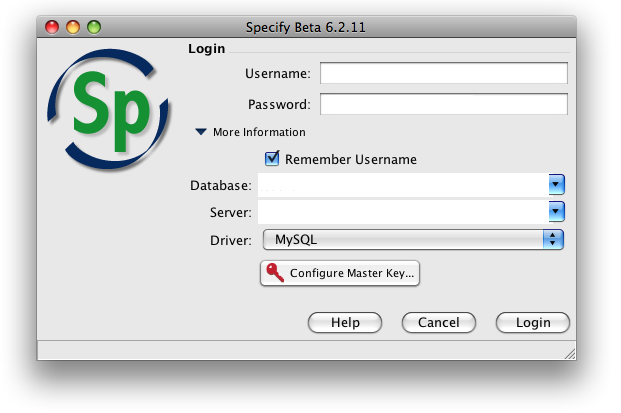 Specify Beta 6.2.11
Sp
Login
Username:
Password:
More Information
Remember Username
Database:
Server:
Driver: MySQL
Configure Master Key...
Help Cancel Login